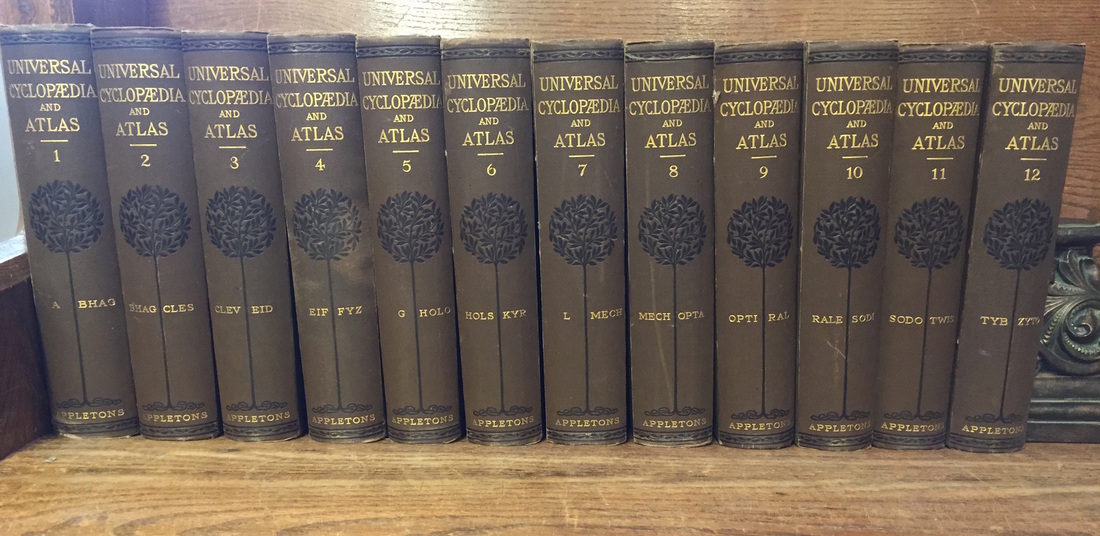 UNIVERSAL
CYCLOPÆDIA
AND
ATLAS
1
A BHAG
APPLETONS
UNIVERSAL
CYCLOPÆDIA
AND
ATLAS
2
BHAG CLES
APPLETONS
UNIVERSAL
CYCLOPÆDIA
AND
ATLAS
3
CLEV EID
APPLETONS
UNIVERSAL
CYCLOPÆDIA
AND
ATLAS
4
EIF FYZ
APPLETONS
UNIVERSAL
CYCLOPÆDIA
AND
ATLAS
5
G HOLO
APPLETONS
UNIVERSAL
CYCLOPÆDIA
AND
ATLAS
6
HOLS KYR
APPLETONS
UNIVERSAL
CYCLOPÆDIA
AND
ATLAS
7
L MECH
APPLETONS
UNIVERSAL
CYCLOPÆDIA
AND
ATLAS
8
MECH OPTA
APPLETONS
UNIVERSAL
CYCLOPÆDIA
AND
ATLAS
9
OPTI RAL
APPLETONS
UNIVERSAL
CYCLOPÆDIA
AND
ATLAS
10
RALE SODI
APPLETONS
UNIVERSAL
CYCLOPÆDIA
AND
ATLAS
11
SODO
APPLETONS
UNIVERSAL
CYCLOPÆDIA
AND
ATLAS
12
TYB
APPLETONS